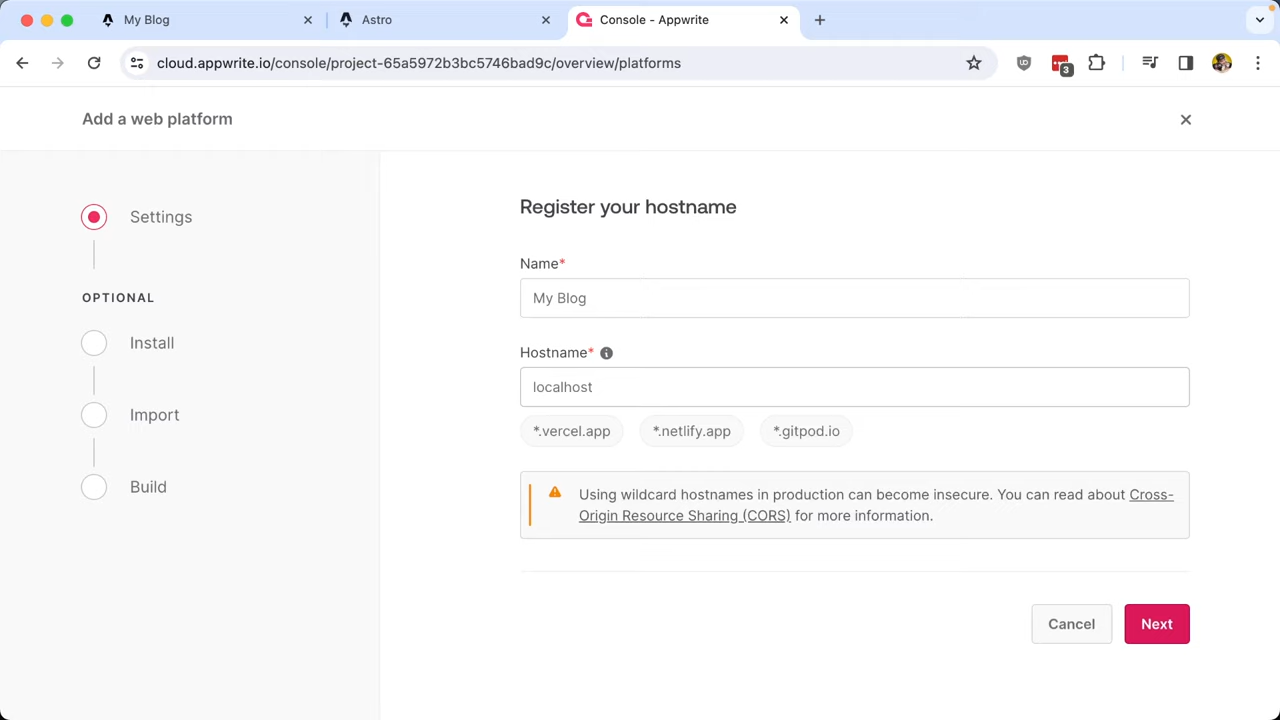 My Blog
Astro
Console - Appwrite
cloud.appwrite.io/console/project-65a5972b3bc5746bad9c/overview/platforms
3
Add a web platform
Settings
OPTIONAL
Install
Import
Build
Register your hostname
Name*
My Blog
Hostname*
localhost
*.vercel.app *.netlify.app *.gitpod.io
Using wildcard hostnames in production can become insecure. You can read about Cross-
Origin Resource Sharing (CORS) for more information.
Cancel Next